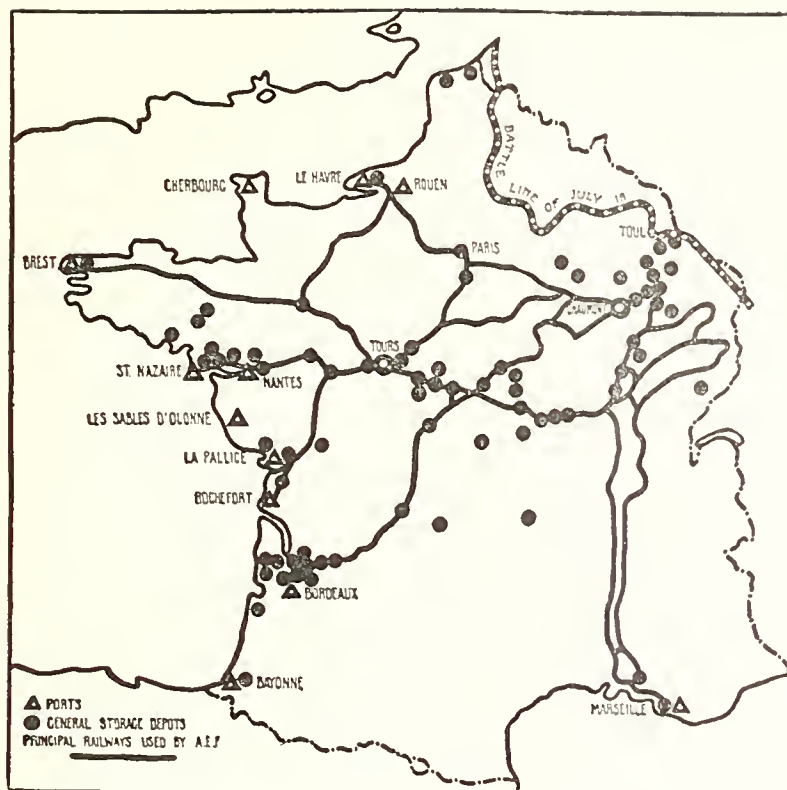 CHERBOURG
LE HAVRE
ROUEN
BATTLE LINE OF JULY 18
TOUL
BREST
PARIS
CHAUMONT
TOURS
ST. NAZAIRE
NANTES
LES SABLES D'OLONNE
LA PALLICE
ROCHEFORT
BORDEAUX
BAYONNE
MARSEILLE
PORTS
GENERAL STORAGE DEPOTS
PRINCIPAL RAILWAYS USED BY A.E.F